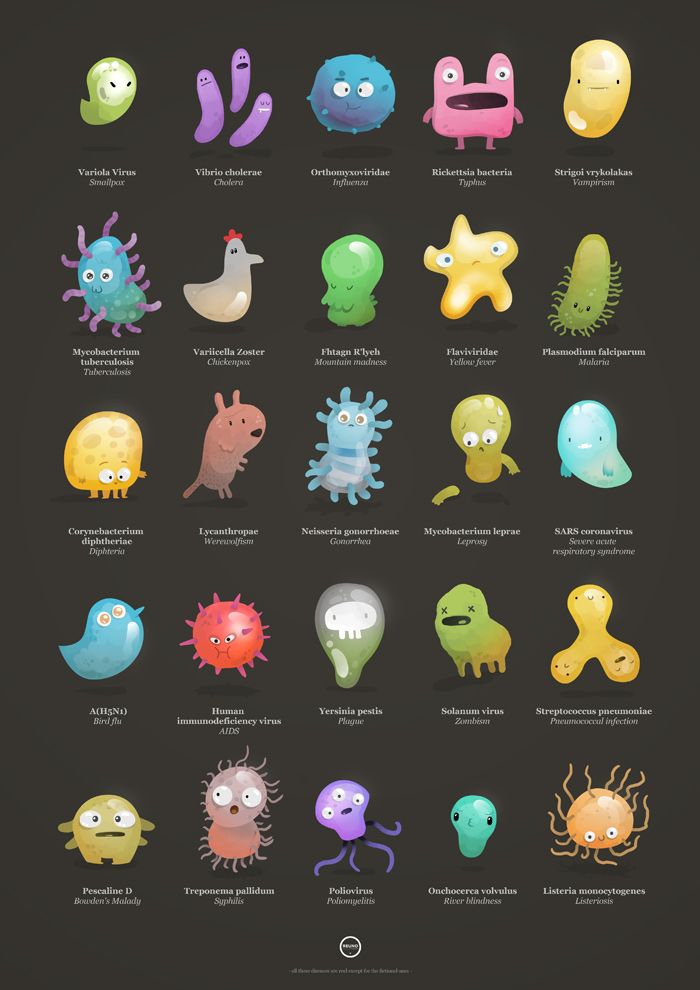 Variola Virus
Smallpox
Vibrio cholerae
Cholera
Orthomyxoviridae
Influenza
Rickettsia bacteria
Typhus
Strigoi vrykolakas
Vampirism
Mycobacterium
tuberculosis
Tuberculosis
Variicella Zoster
Chickenpox
Fhtagn R'lyeh
Mountain madness
Flaviviridae
Yellow fever
Plasmodium falciparum
Malaria
Corynebacterium
diphtheriae
Diphteria
Lycanthropae
Werewolfism
Neisseria gonorrhoeae
Gonorrhea
Mycobacterium leprae
Leprosy
SARS coronavirus
Severe acute
respiratory syndrome
A(H5N1)
Bird flu
Human
immunodeficiency virus
AIDS
Yersinia pestis
Plague
Solanum virus
Zombism
Streptococcus pneumoniae
Pneumococcal infection
Pescaline D
Bowden's Malady
Treponema pallidum
Syphilis
Poliovirus
Poliomyelitis
Onchocerca volvulus
River blindness
Listeria monocytogenes
Listeriosis
REUNO
- all these diseases are real except for the fictional ones -